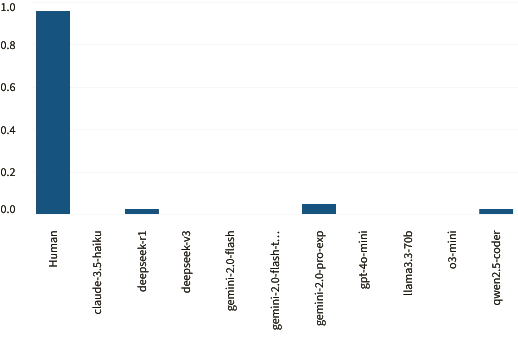 1.0
0.8
0.6
0.4
0.2
0.0
Human
claude-3.5-haiku
deepseek-r1
deepseek-v3
gemini-2.0-flash
gemini-2.0-flash-t...
gemini-2.0-pro-exp
gpt-4o-mini
llama3.3-70b
o3-mini
qwen2.5-coder